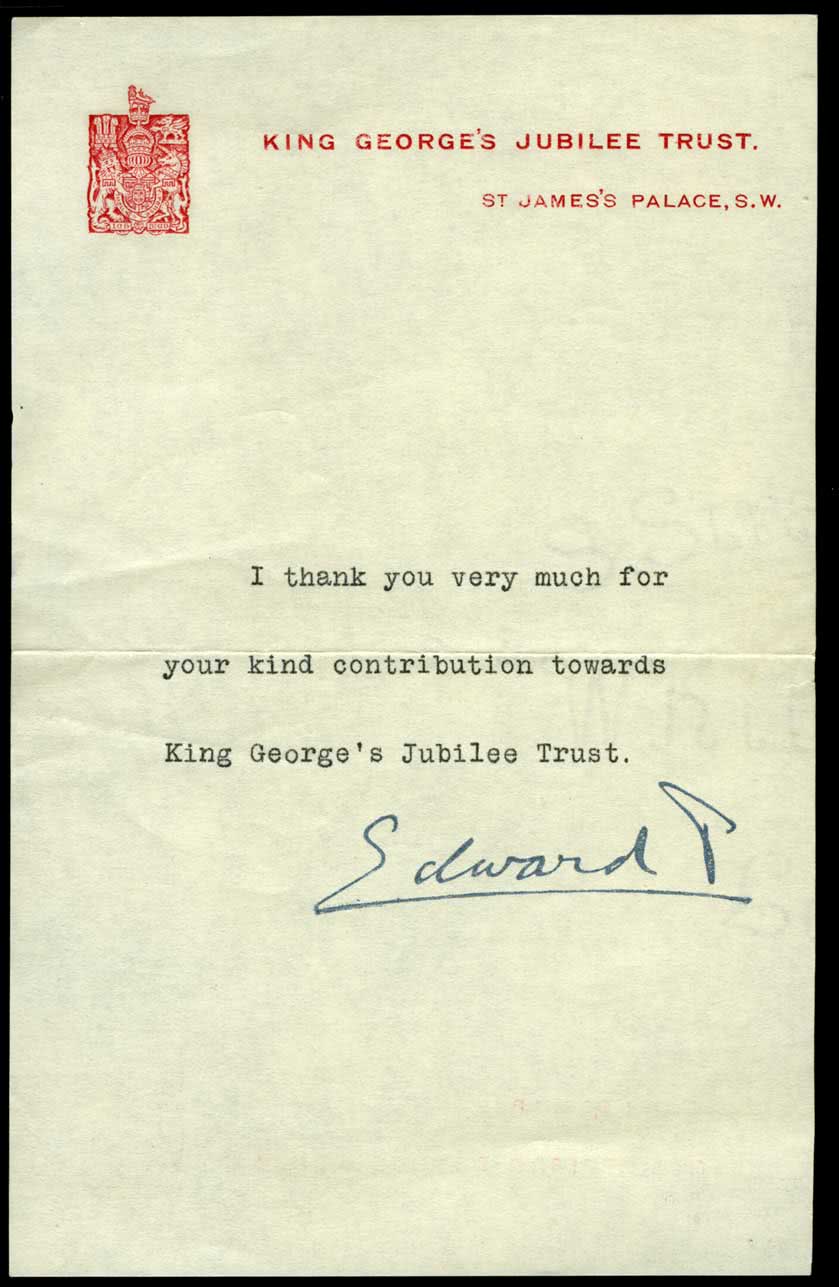 KING GEORGE'S JUBILEE TRUST.
ST JAMES'S PALACE, S.W.
I thank you very much for
your kind contribution towards
King George's Jubilee Trust.
Edward P